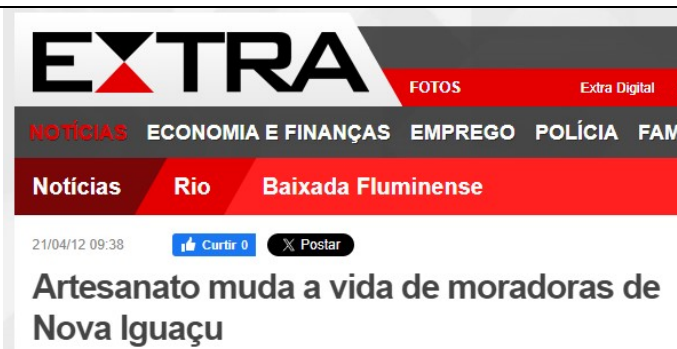 EXTRA
FOTOS Extra Digital
NOTÍCIAS ECONOMIA E FINANÇAS EMPREGO POLÍCIA FAM
Notícias Rio Baixada Fluminense
21/04/12 09:38 Curtir 0 X Postar
Artesanato muda a vida de moradoras de
Nova Iguaçu